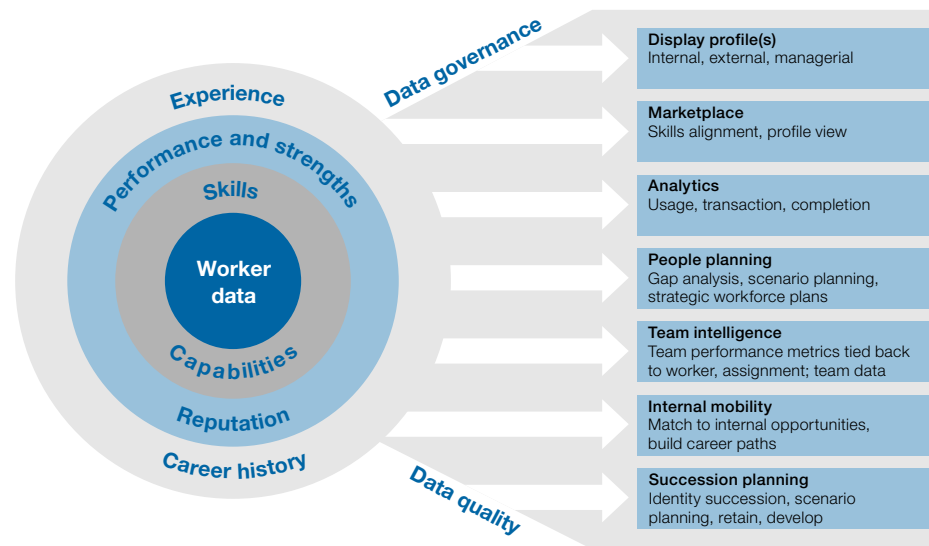 Experience
Performance and strengths
Skills
Worker
data
Capabilities
Reputation
Career history
Data governance
Data quality
Display profile(s)
Internal, external, managerial
Marketplace
Skills alignment, profile view
Analytics
Usage, transaction, completion
People planning
Gap analysis, scenario planning,
strategic workforce plans
Team intelligence
Team performance metrics tied back
to worker, assignment; team data
Internal mobility
Match to internal opportunities,
build career paths
Succession planning
Identity succession, scenario
planning, retain, develop